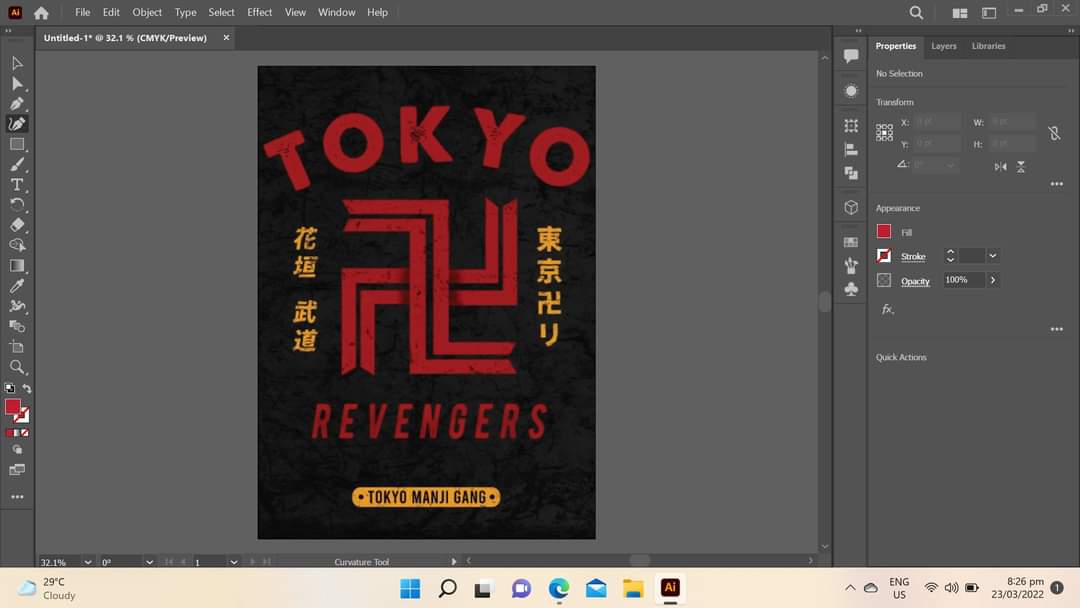 Ai
File Edit Object Type Select Effect View Window Help
Untitled-1* @ 32.1 % (CMYK/Preview) ×
Properties Layers Libraries
No Selection
Transform
X: 0 pt W: 0 pt
Y: 0 pt H: 0 pt
0°
Appearance
Fill
Stroke
Opacity 100%
fx.
Quick Actions
TOKYO
花垣 武道
東京卍リ
REVENGERS
• TOKYO MANJI GANG •
32.1% 0° 1 Curvature Tool
29°C
Cloudy
Ai
ENG
US
8:26 pm
23/03/2022
1